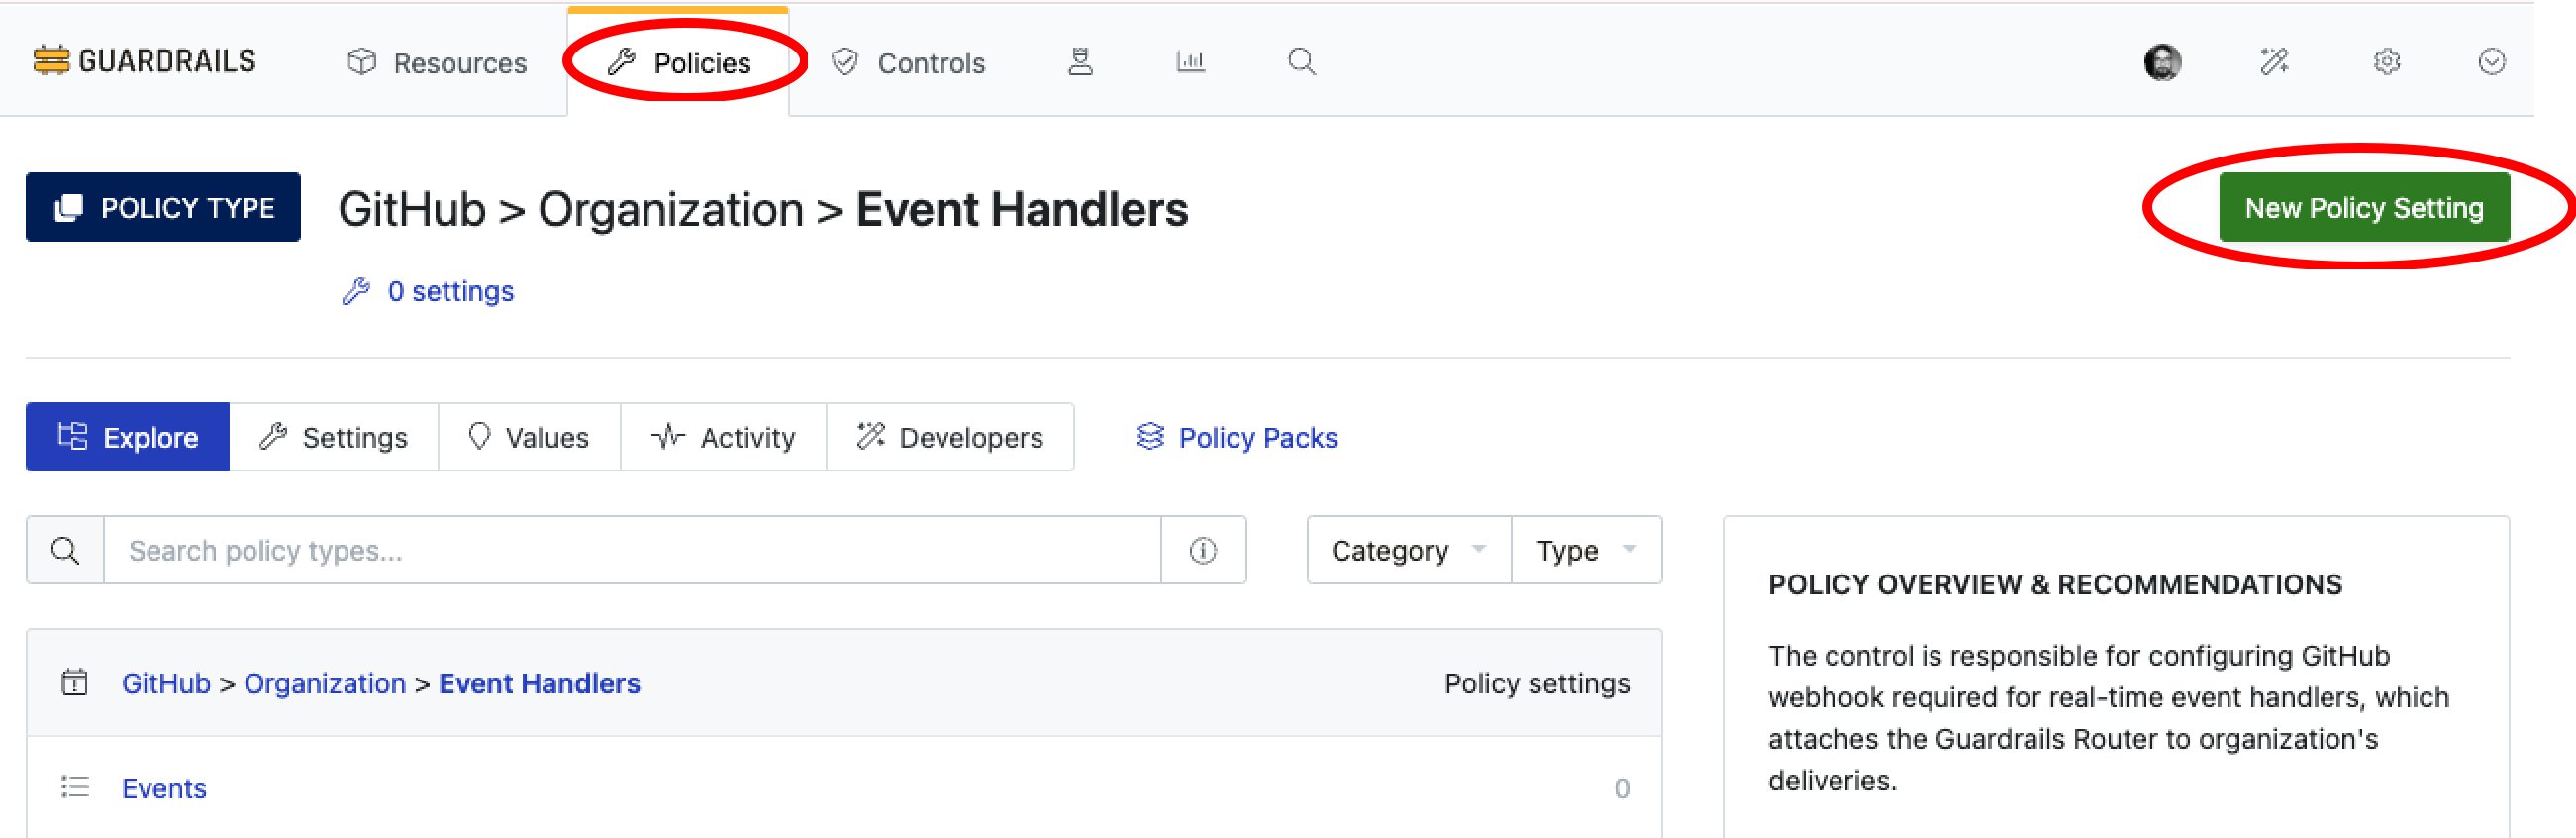 GUARDRAILS
Resources
Policies
Controls
POLICY TYPE
GitHub > Organization > Event Handlers
New Policy Setting
0 settings
Explore
Settings
Values
Activity
Developers
Policy Packs
Search policy types...
Category
Type
GitHub > Organization > Event Handlers
Policy settings
Events
0
POLICY OVERVIEW & RECOMMENDATIONS
The control is responsible for configuring GitHub
webhook required for real-time event handlers, which
attaches the Guardrails Router to organization's
deliveries.